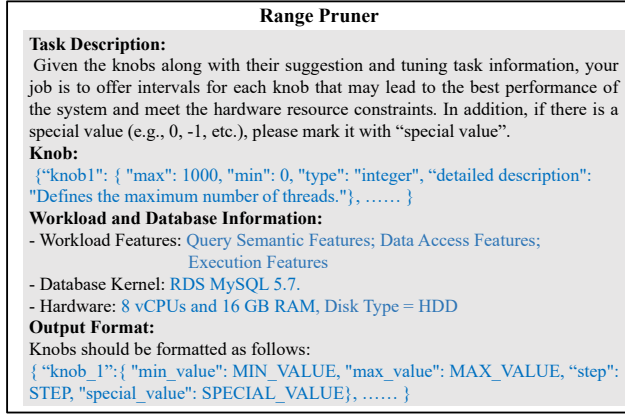 Range Pruner
Task Description:
Given the knobs along with their suggestion and tuning task information, your
job is to offer intervals for each knob that may lead to the best performance of
the system and meet the hardware resource constraints. In addition, if there is a
special value (e.g., 0, -1, etc.), please mark it with “special value”.
Knob:
{“knob1": { "max": 1000, "min": 0, "type": "integer", “detailed description":
"Defines the maximum number of threads."}, …… }
Workload and Database Information:
- Workload Features: Query Semantic Features; Data Access Features;
Execution Features
- Database Kernel: RDS MySQL 5.7.
- Hardware: 8 vCPUs and 16 GB RAM, Disk Type = HDD
Output Format:
Knobs should be formatted as follows:
{ “knob_1”:{ "min_value": MIN_VALUE, "max_value": MAX_VALUE, “step":
STEP, "special_value": SPECIAL_VALUE}, …… }